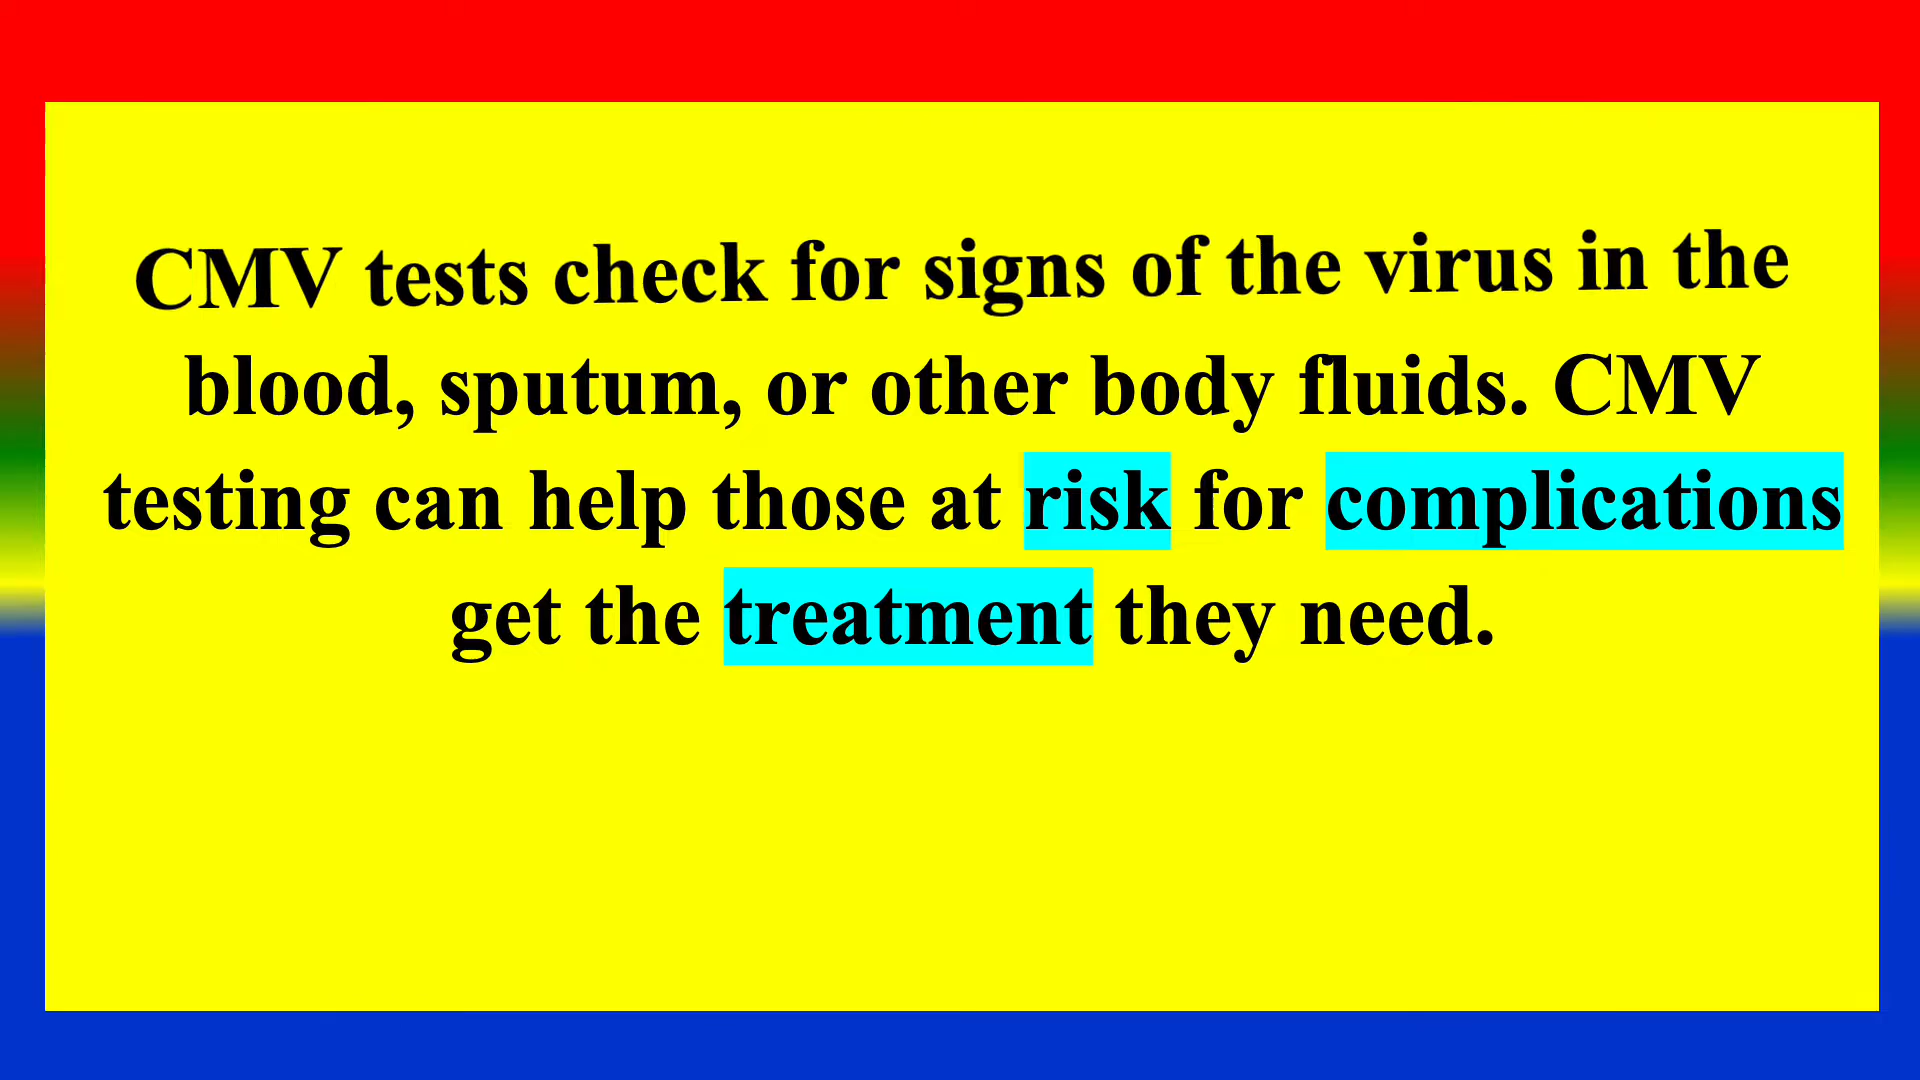 CMV tests check for signs of the virus in the
blood, sputum, or other body fluids. CMV
testing can help those at risk for complications
get the treatment they need.